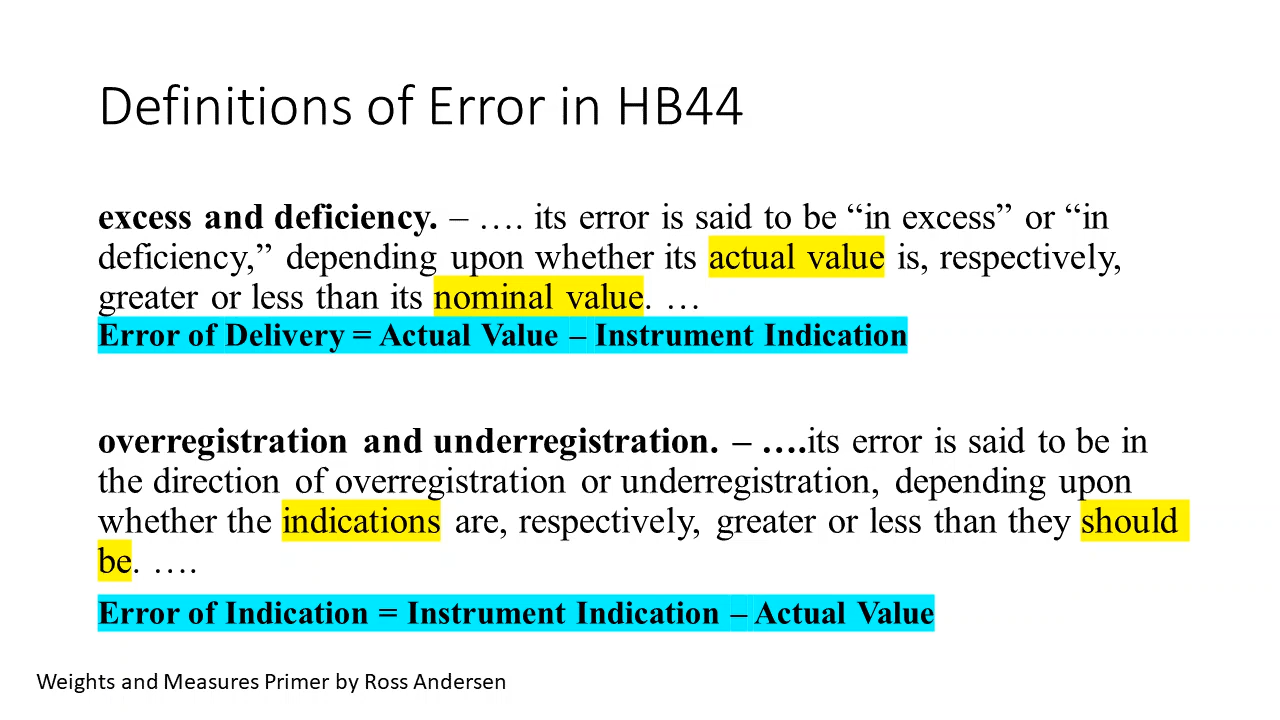 Definitions of Error in HB44
excess and deficiency. – …. its error is said to be “in excess” or “in
deficiency,” depending upon whether its actual value is, respectively,
greater or less than its nominal value. …
Error of Delivery = Actual Value – Instrument Indication
overregistration and underregistration. – ….its error is said to be in
the direction of overregistration or underregistration, depending upon
whether the indications are, respectively, greater or less than they should
be. ….
Error of Indication = Instrument Indication – Actual Value
Weights and Measures Primer by Ross Andersen